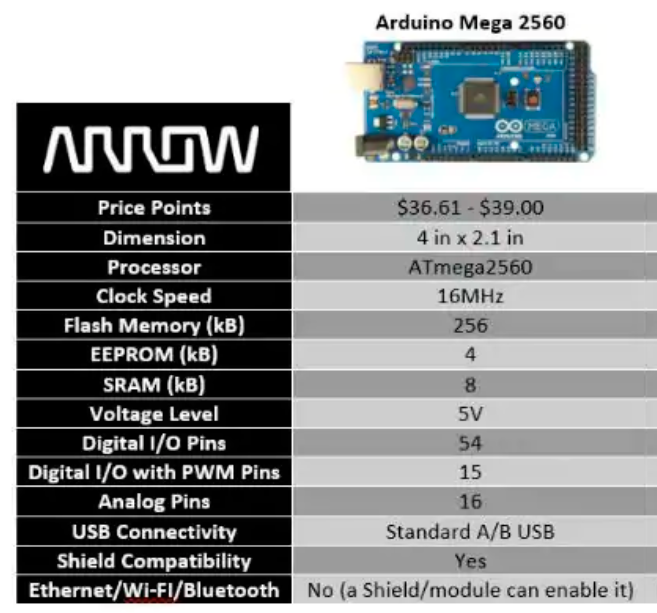 Arduino Mega 2560
ARROW
MEGA
Price Points $36.61 - $39.00
Dimension 4 in x 2.1 in
Processor ATmega2560
Clock Speed 16MHz
Flash Memory (kB) 256
EEPROM (kB) 4
SRAM (kB) 8
Voltage Level 5V
Digital I/O Pins 54
Digital I/O with PWM Pins 15
Analog Pins 16
USB Connectivity Standard A/B USB
Shield Compatibility Yes
Ethernet/Wi-FI/Bluetooth No (a Shield/module can enable it)